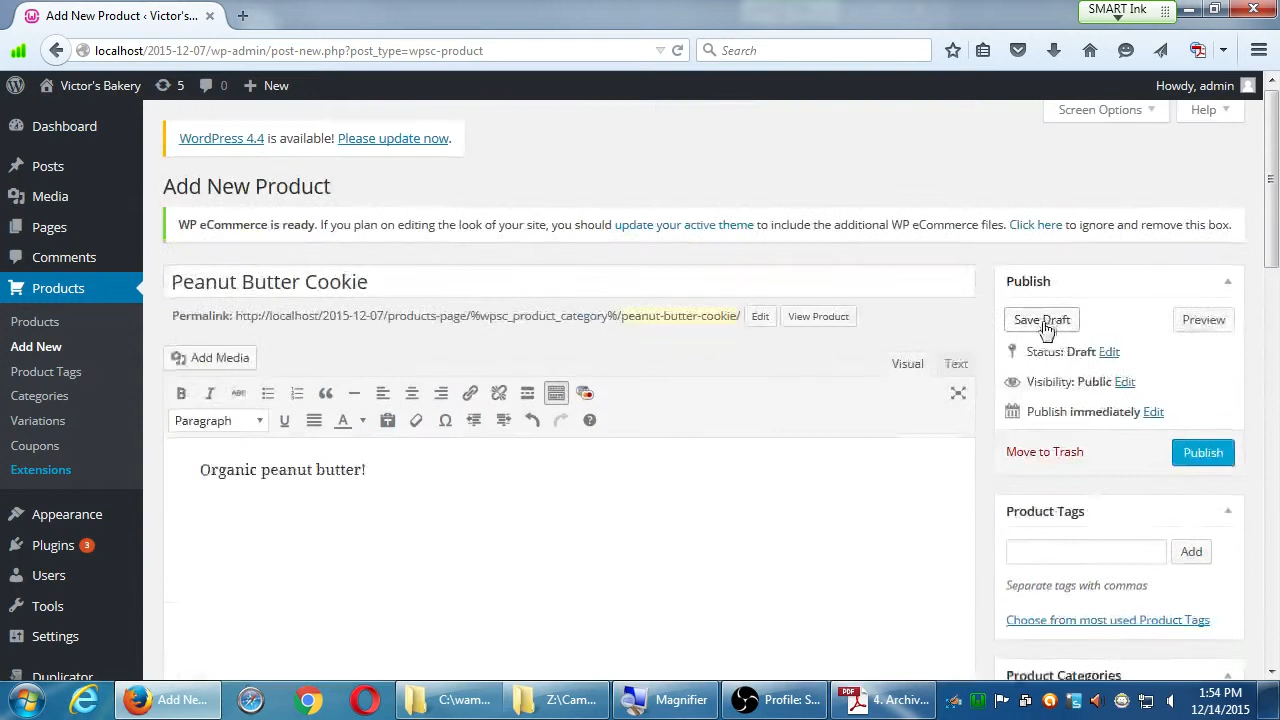 Add New Product ‹ Victor's...
SMART Ink
localhost/2015-12-07/wp-admin/post-new.php?post_type=wpsc-product
Search
Victor's Bakery
5
0
New
Howdy, admin
Screen Options
Help
Dashboard
Posts
Media
Pages
Comments
Products
Products
Add New
Product Tags
Categories
Variations
Coupons
Extensions
Appearance
Plugins 3
Users
Tools
Settings
Duplicator
WordPress 4.4 is available! Please update now.
Add New Product
WP eCommerce is ready. If you plan on editing the look of your site, you should update your active theme to include the additional WP eCommerce files. Click here to ignore and remove this box.
Peanut Butter Cookie
Permalink: http://localhost/2015-12-07/products-page/%wpsc_product_category%/peanut-butter-cookie/ Edit View Product
Add Media
Visual Text
B I ABC
Paragraph U A Ω ?
Organic peanut butter!
Publish
Save Draft Preview
Status: Draft Edit
Visibility: Public Edit
Publish immediately Edit
Move to Trash Publish
Product Tags
Add
Separate tags with commas
Choose from most used Product Tags
Product Categories
Add Ne...
C:\wam...
Z:\Cam...
Magnifier
Profile: S...
PDF
4. Archiv...
1:54 PM
12/14/2015